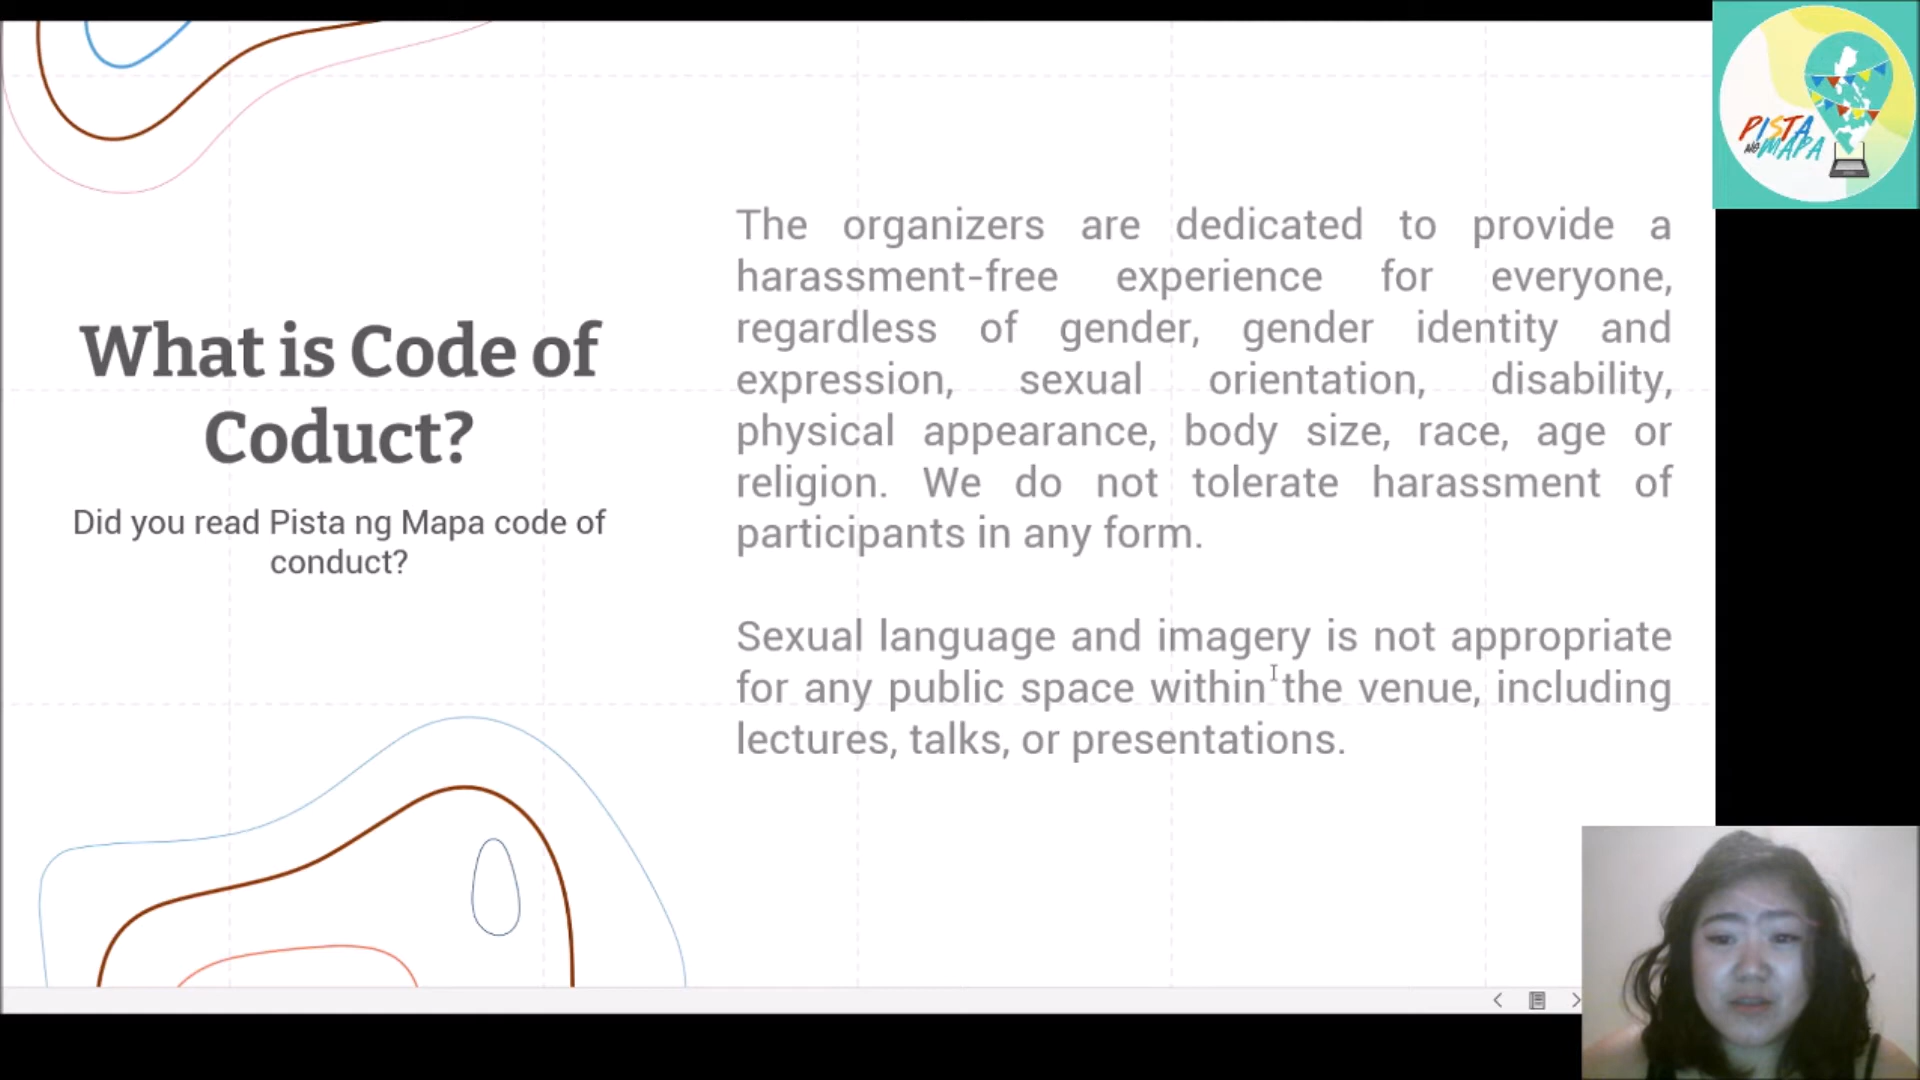 What is Code of
Coduct?
Did you read Pista ng Mapa code of
conduct?
The organizers are dedicated to provide a
harassment-free experience for everyone,
regardless of gender, gender identity and
expression, sexual orientation, disability,
physical appearance, body size, race, age or
religion. We do not tolerate harassment of
participants in any form.
Sexual language and imagery is not appropriate
for any public space within the venue, including
lectures, talks, or presentations.
PISTA
NG MAPA